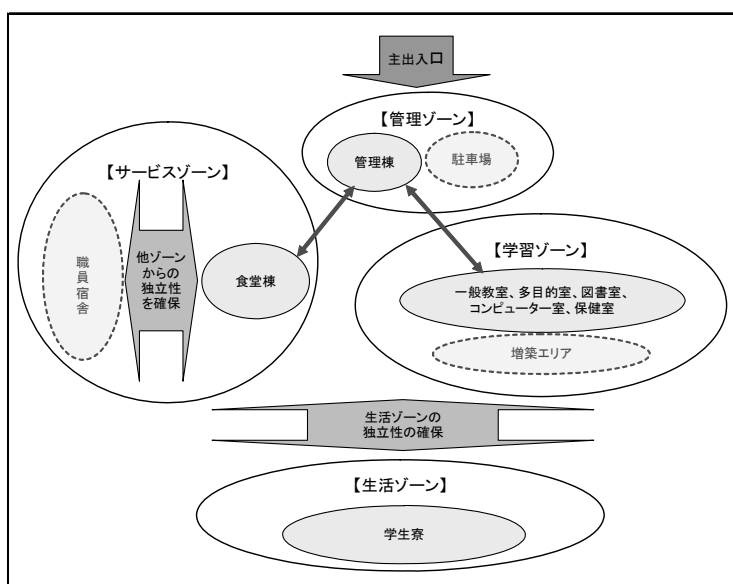 主出入口
【管理ゾーン】
管理棟
駐車場
【サービスゾーン】
職員宿舎
他ゾーン
からの
独立性
を確保
食堂棟
【学習ゾーン】
一般教室、多目的室、図書室、
コンピューター室、保健室
増築エリア
生活ゾーンの
独立性の確保
【生活ゾーン】
学生寮